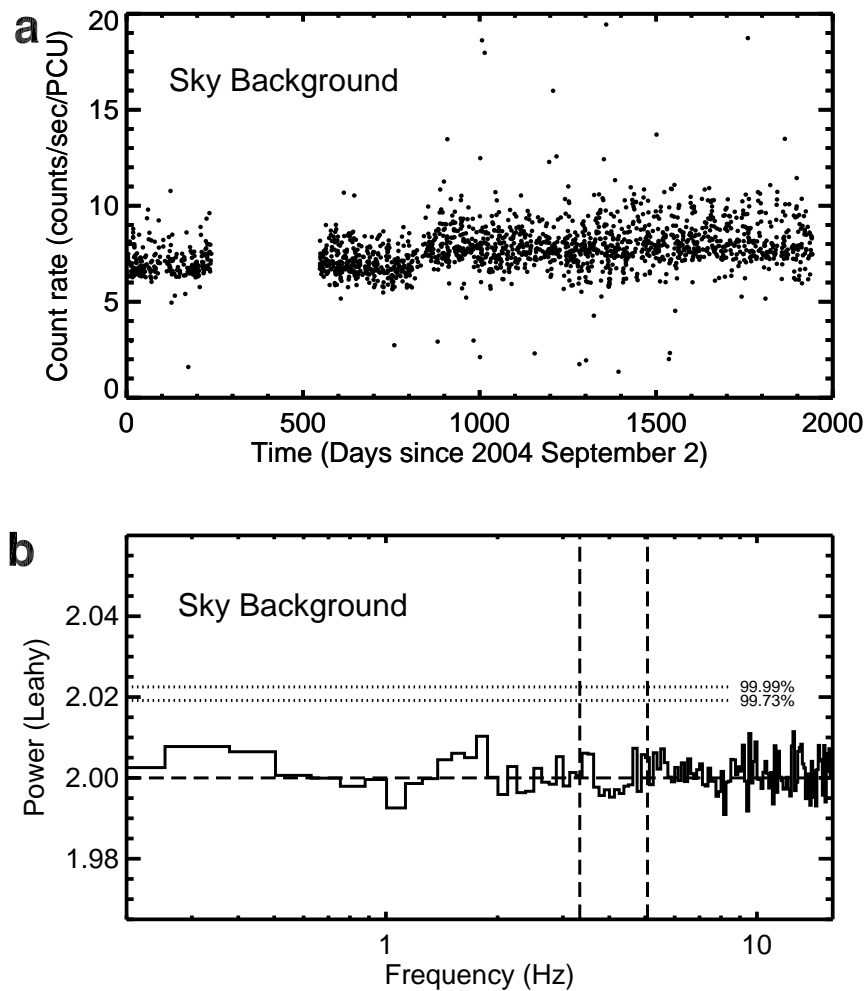 a
20
15
10
5
0
Sky Background
Count rate (counts/sec/PCU)
0 500 1000 1500 2000
Time (Days since 2004 September 2)
b
Sky Background
2.04
2.02
2.00
1.98
99.99%
99.73%
Power (Leahy)
1 10
Frequency (Hz)